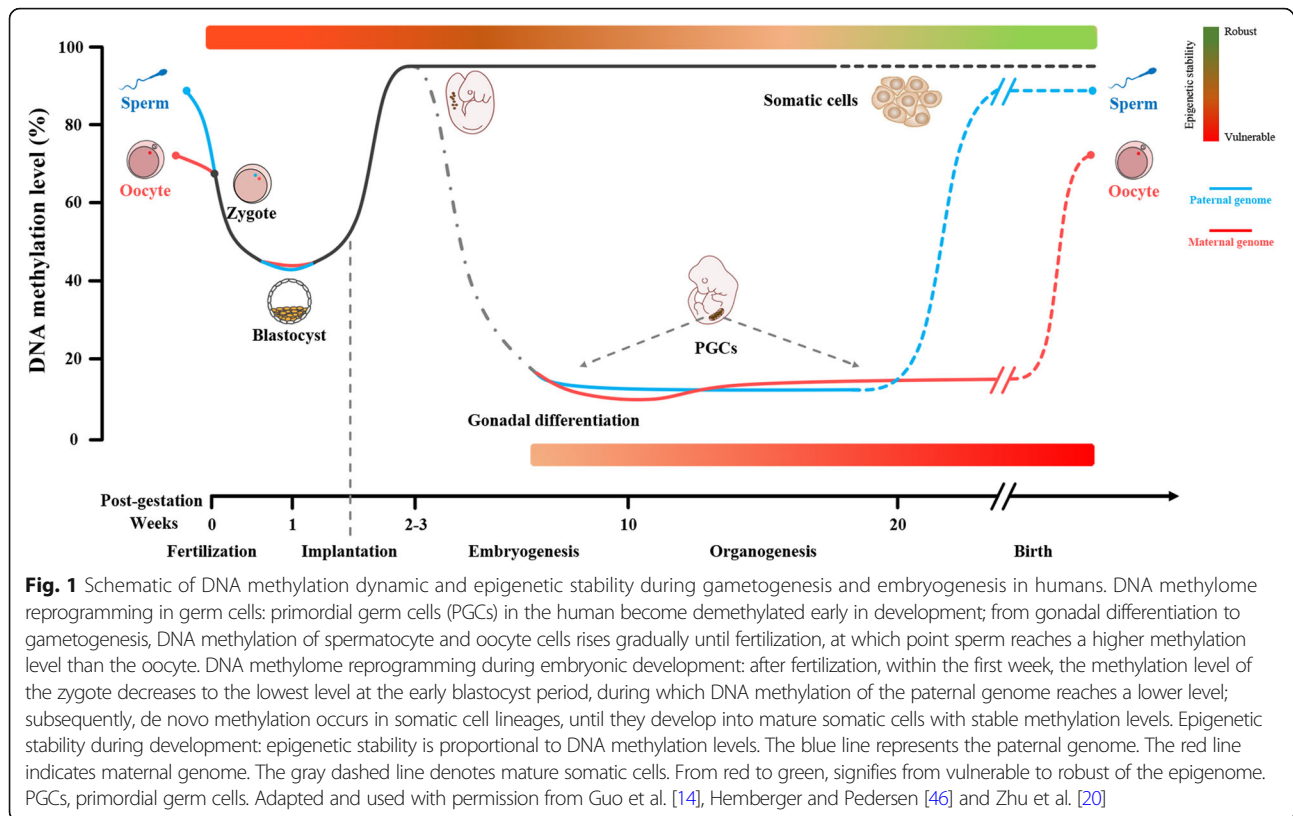 100
80
60
40
20
0
DNA methylation level (%)
Sperm
Oocyte
Zygote
Blastocyst
Somatic cells
PGCs
Gonadal differentiation
Sperm
Oocyte
Epigenetic stability
Robust
Vulnerable
Paternal genome
Maternal genome
Post-gestation
Weeks
0 1 2-3 10 20
Fertilization Implantation Embryogenesis Organogenesis Birth
Fig. 1 Schematic of DNA methylation dynamic and epigenetic stability during gametogenesis and embryogenesis in humans. DNA methylome
reprogramming in germ cells: primordial germ cells (PGCs) in the human become demethylated early in development; from gonadal differentiation to
gametogenesis, DNA methylation of spermatocyte and oocyte cells rises gradually until fertilization, at which point sperm reaches a higher methylation
level than the oocyte. DNA methylome reprogramming during embryonic development: after fertilization, within the first week, the methylation level of
the zygote decreases to the lowest level at the early blastocyst period, during which DNA methylation of the paternal genome reaches a lower level;
subsequently, de novo methylation occurs in somatic cell lineages, until they develop into mature somatic cells with stable methylation levels. Epigenetic
stability during development: epigenetic stability is proportional to DNA methylation levels. The blue line represents the paternal genome. The red line
indicates maternal genome. The gray dashed line denotes mature somatic cells. From red to green, signifies from vulnerable to robust of the epigenome.
PGCs, primordial germ cells. Adapted and used with permission from Guo et al. [14], Hemberger and Pedersen [46] and Zhu et al. [20]